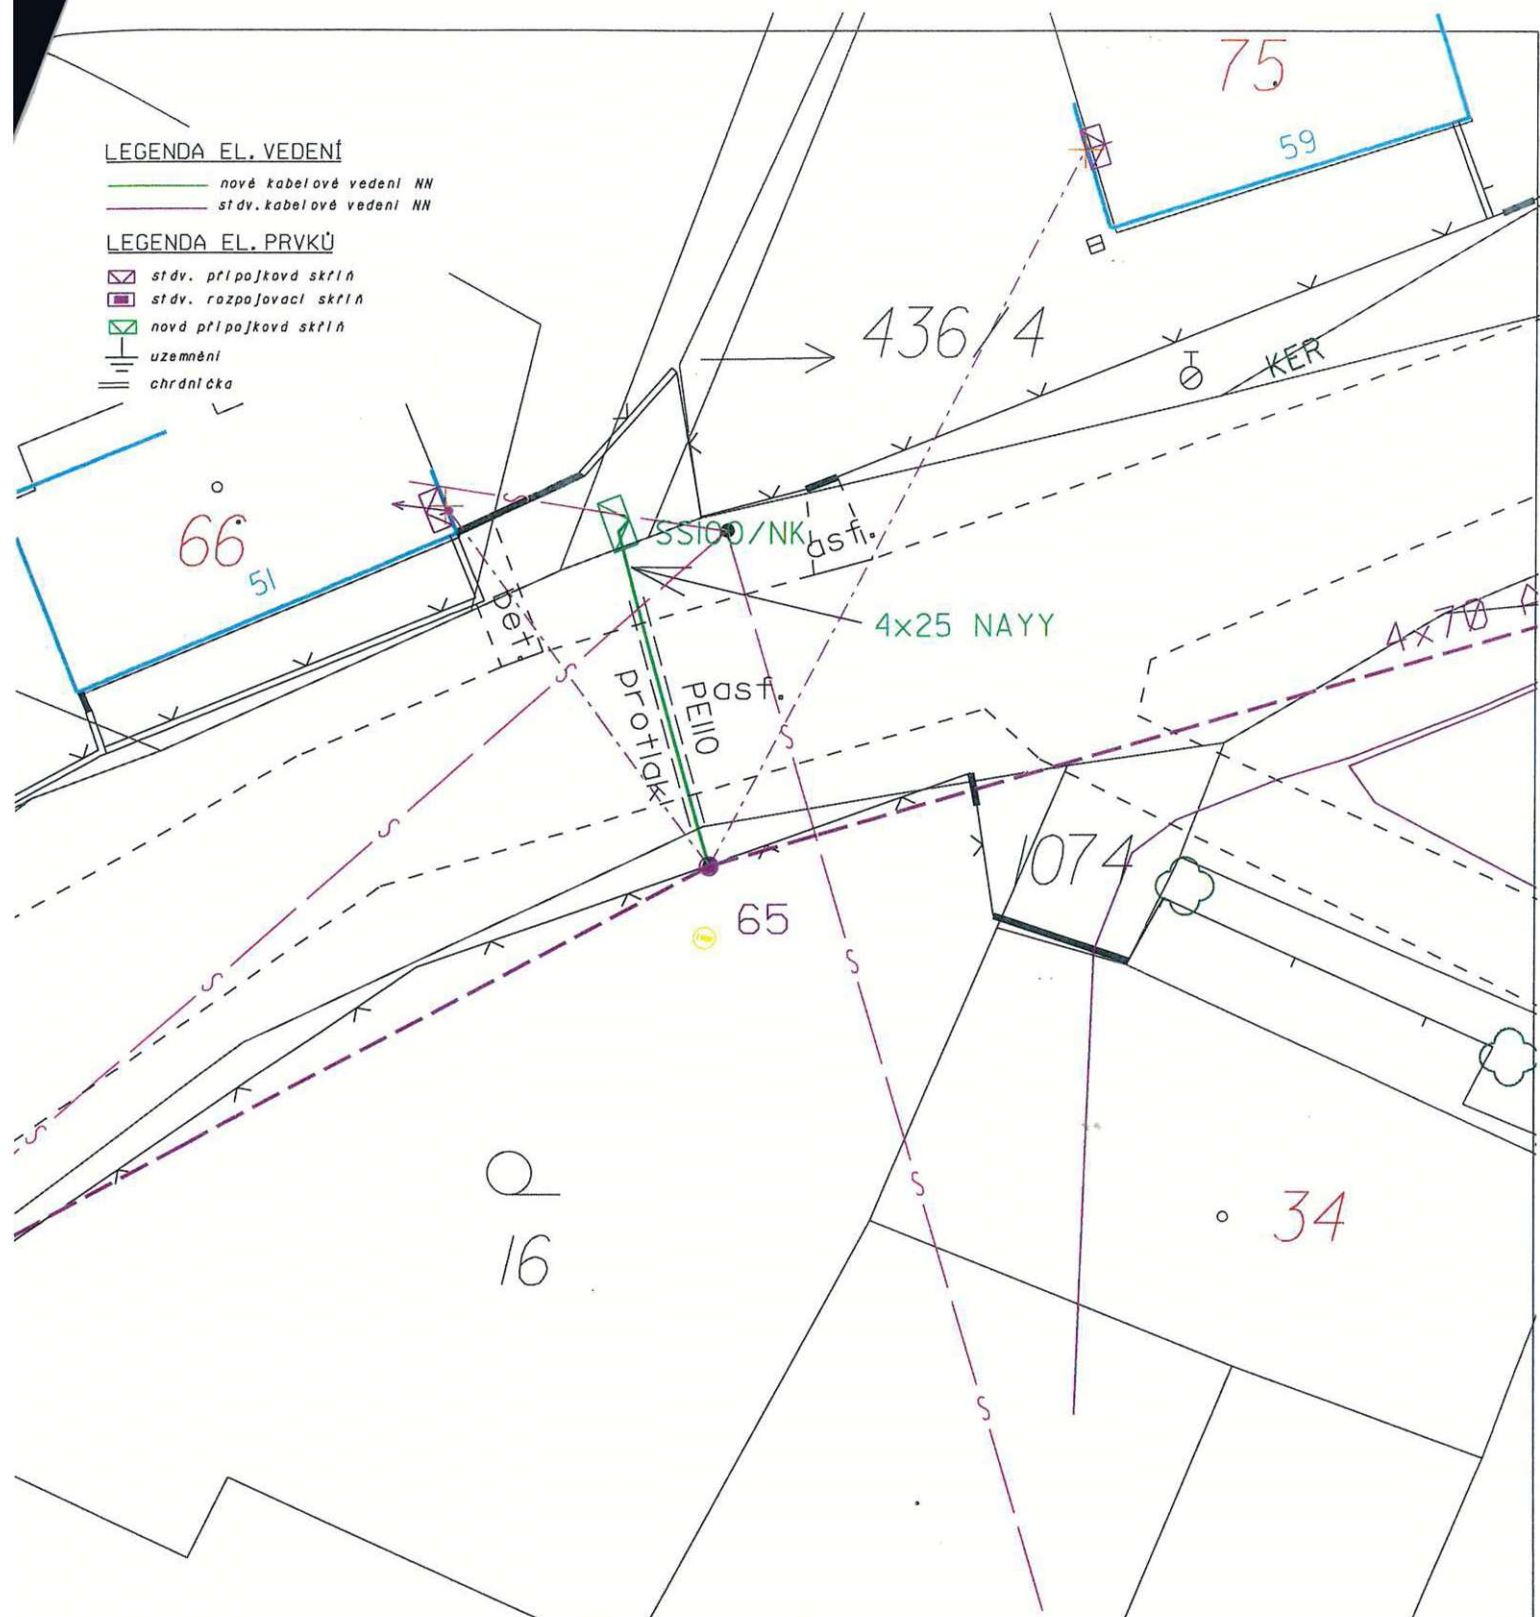 75
59
LEGENDA EL. VEDENÍ
nové kabelové vedení NN
stáv. kabelové vedení NN
LEGENDA EL. PRVKŮ
stáv. přípojková skříň
stáv. rozpojovací skříň
nová přípojková skříň
uzemnění
chránička
436/4
KER
66
51
S
SS100/NK
asf.
bet.
4x25 NAYY
4x70 A
S
protlak
PE110
asf.
S
S
1074
65
S
S
S
S
16
34
S